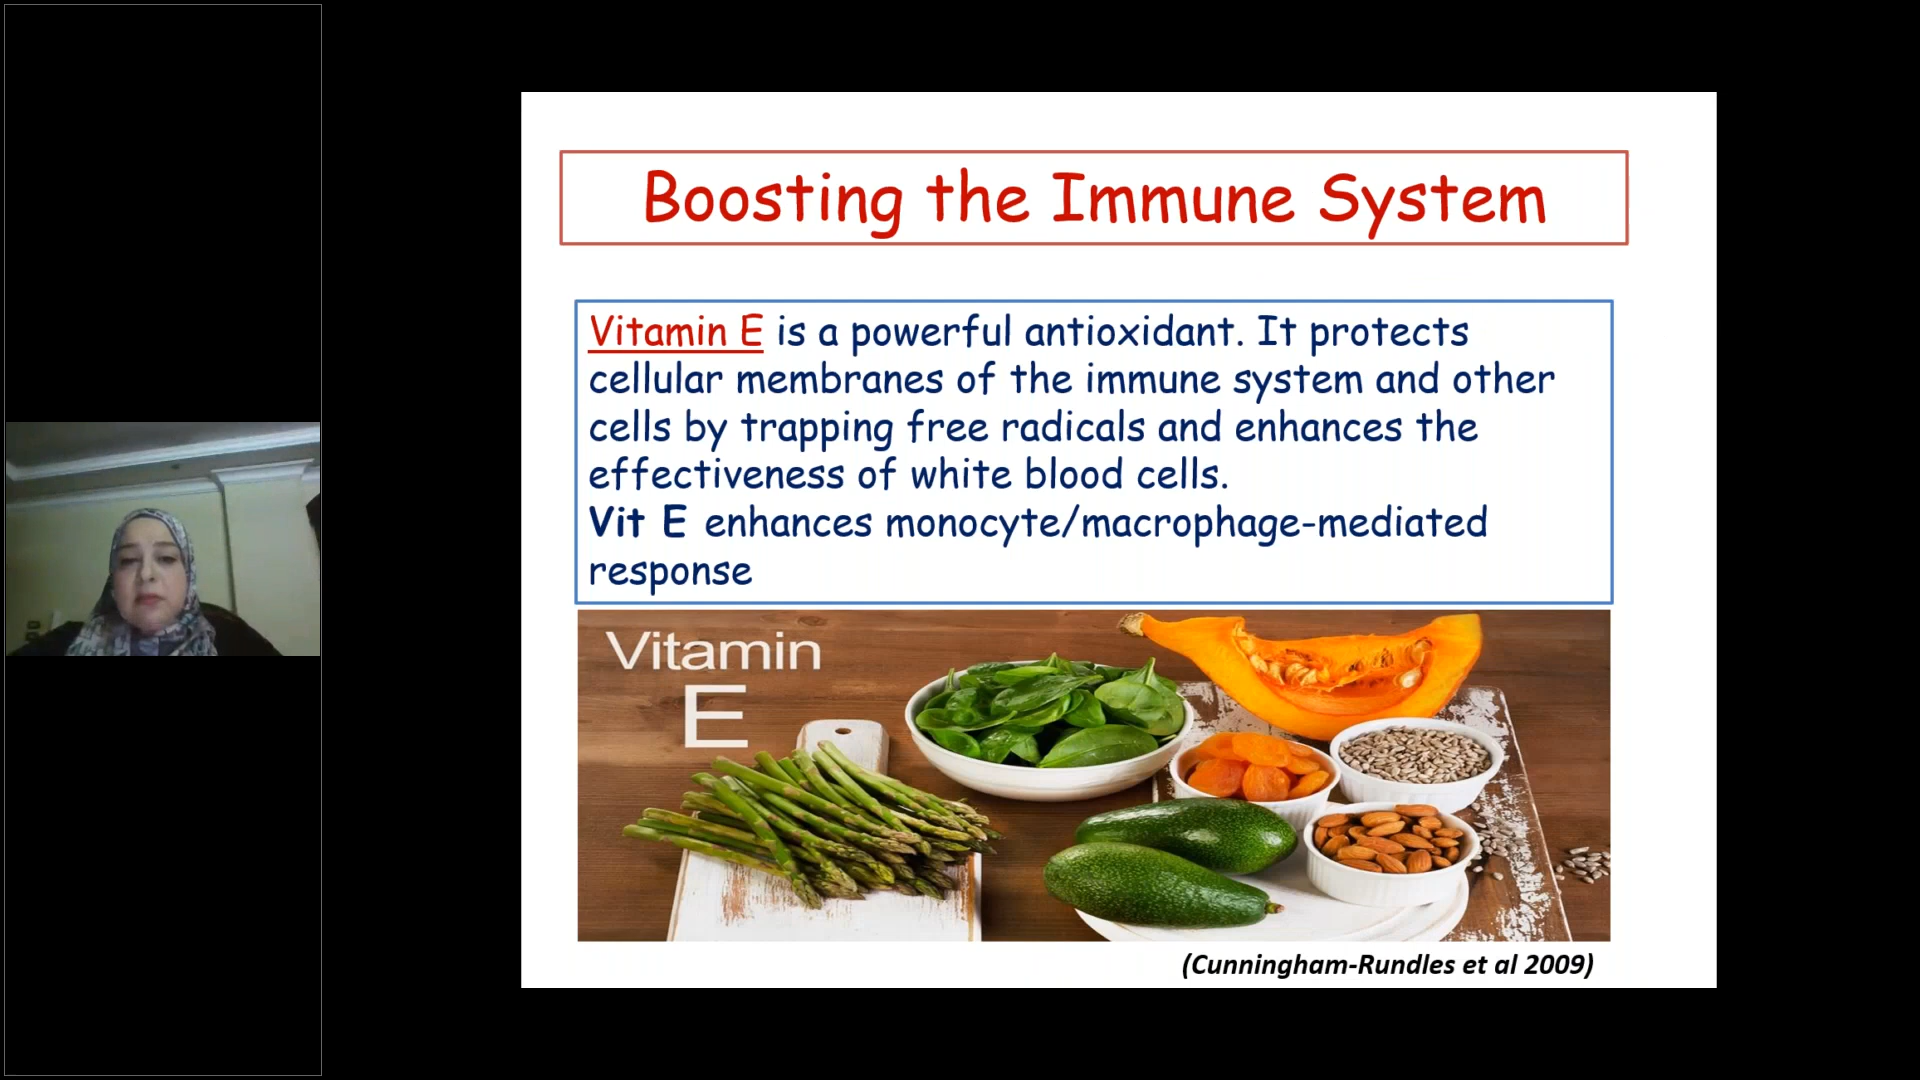 Boosting the Immune System
Vitamin E is a powerful antioxidant. It protects
cellular membranes of the immune system and other
cells by trapping free radicals and enhances the
effectiveness of white blood cells.
Vit E enhances monocyte/macrophage-mediated
response
Vitamin
E
(Cunningham-Rundles et al 2009)